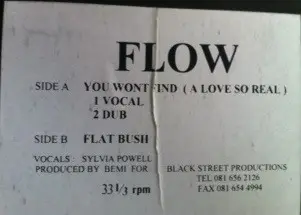 FLOW
SIDE A YOU WONT FIND ( A LOVE SO REAL )
1 VOCAL
2 DUB
SIDE B FLAT BUSH
VOCALS : SYLVIA POWELL
PRODUCED BY BEMI FOR BLACK STREET PRODUCTIONS
TEL 081 656 2126
33 1/3 rpm FAX 081 654 4994